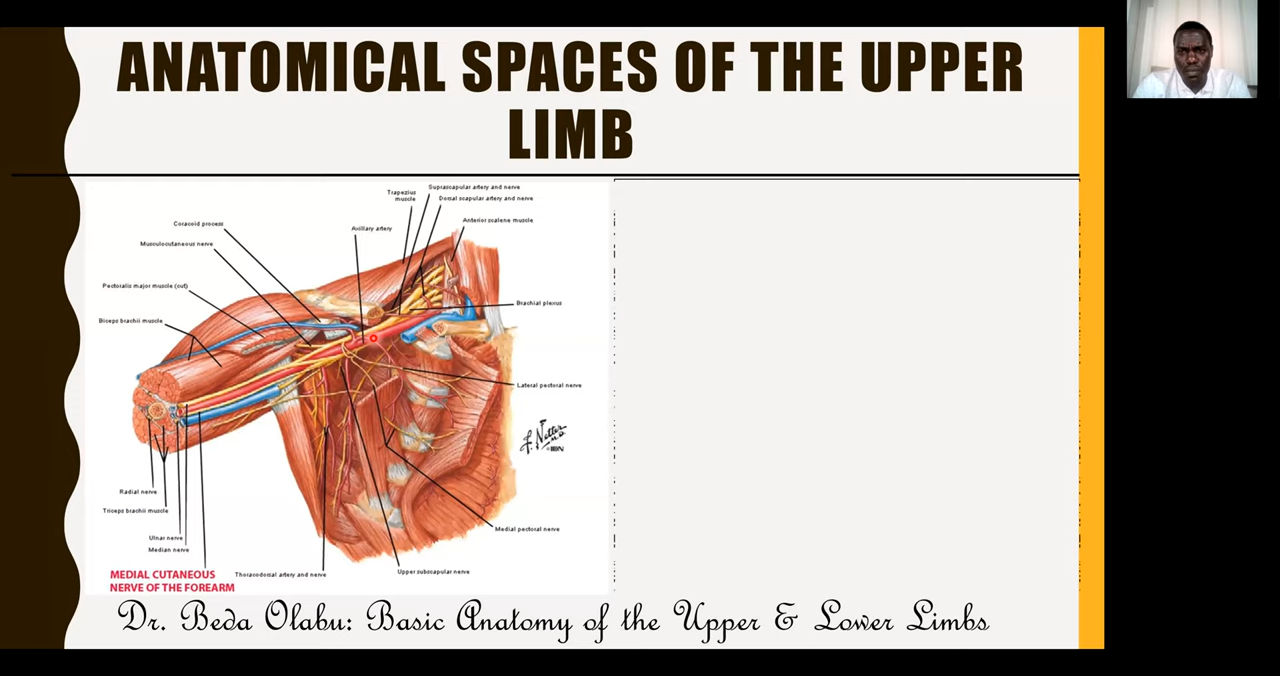 ANATOMICAL SPACES OF THE UPPER
LIMB
Suprascapular artery and nerve
Trapezius
muscle
Dorsal scapular artery and nerve
Anterior scalene muscle
Coracoid process
Axillary artery
Musculocutaneous nerve
Pectoralis major muscle (cut)
Brachial plexus
Biceps brachii muscle
Lateral pectoral nerve
F. Netter
M.D.
Radial nerve
Triceps brachii muscle
Medial pectoral nerve
Ulnar nerve
Median nerve
MEDIAL CUTANEOUS
NERVE OF THE FOREARM
Thoracodorsal artery and nerve
Upper subscapular nerve
Dr. Beda Olabu: Basic Anatomy of the Upper & Lower Limbs